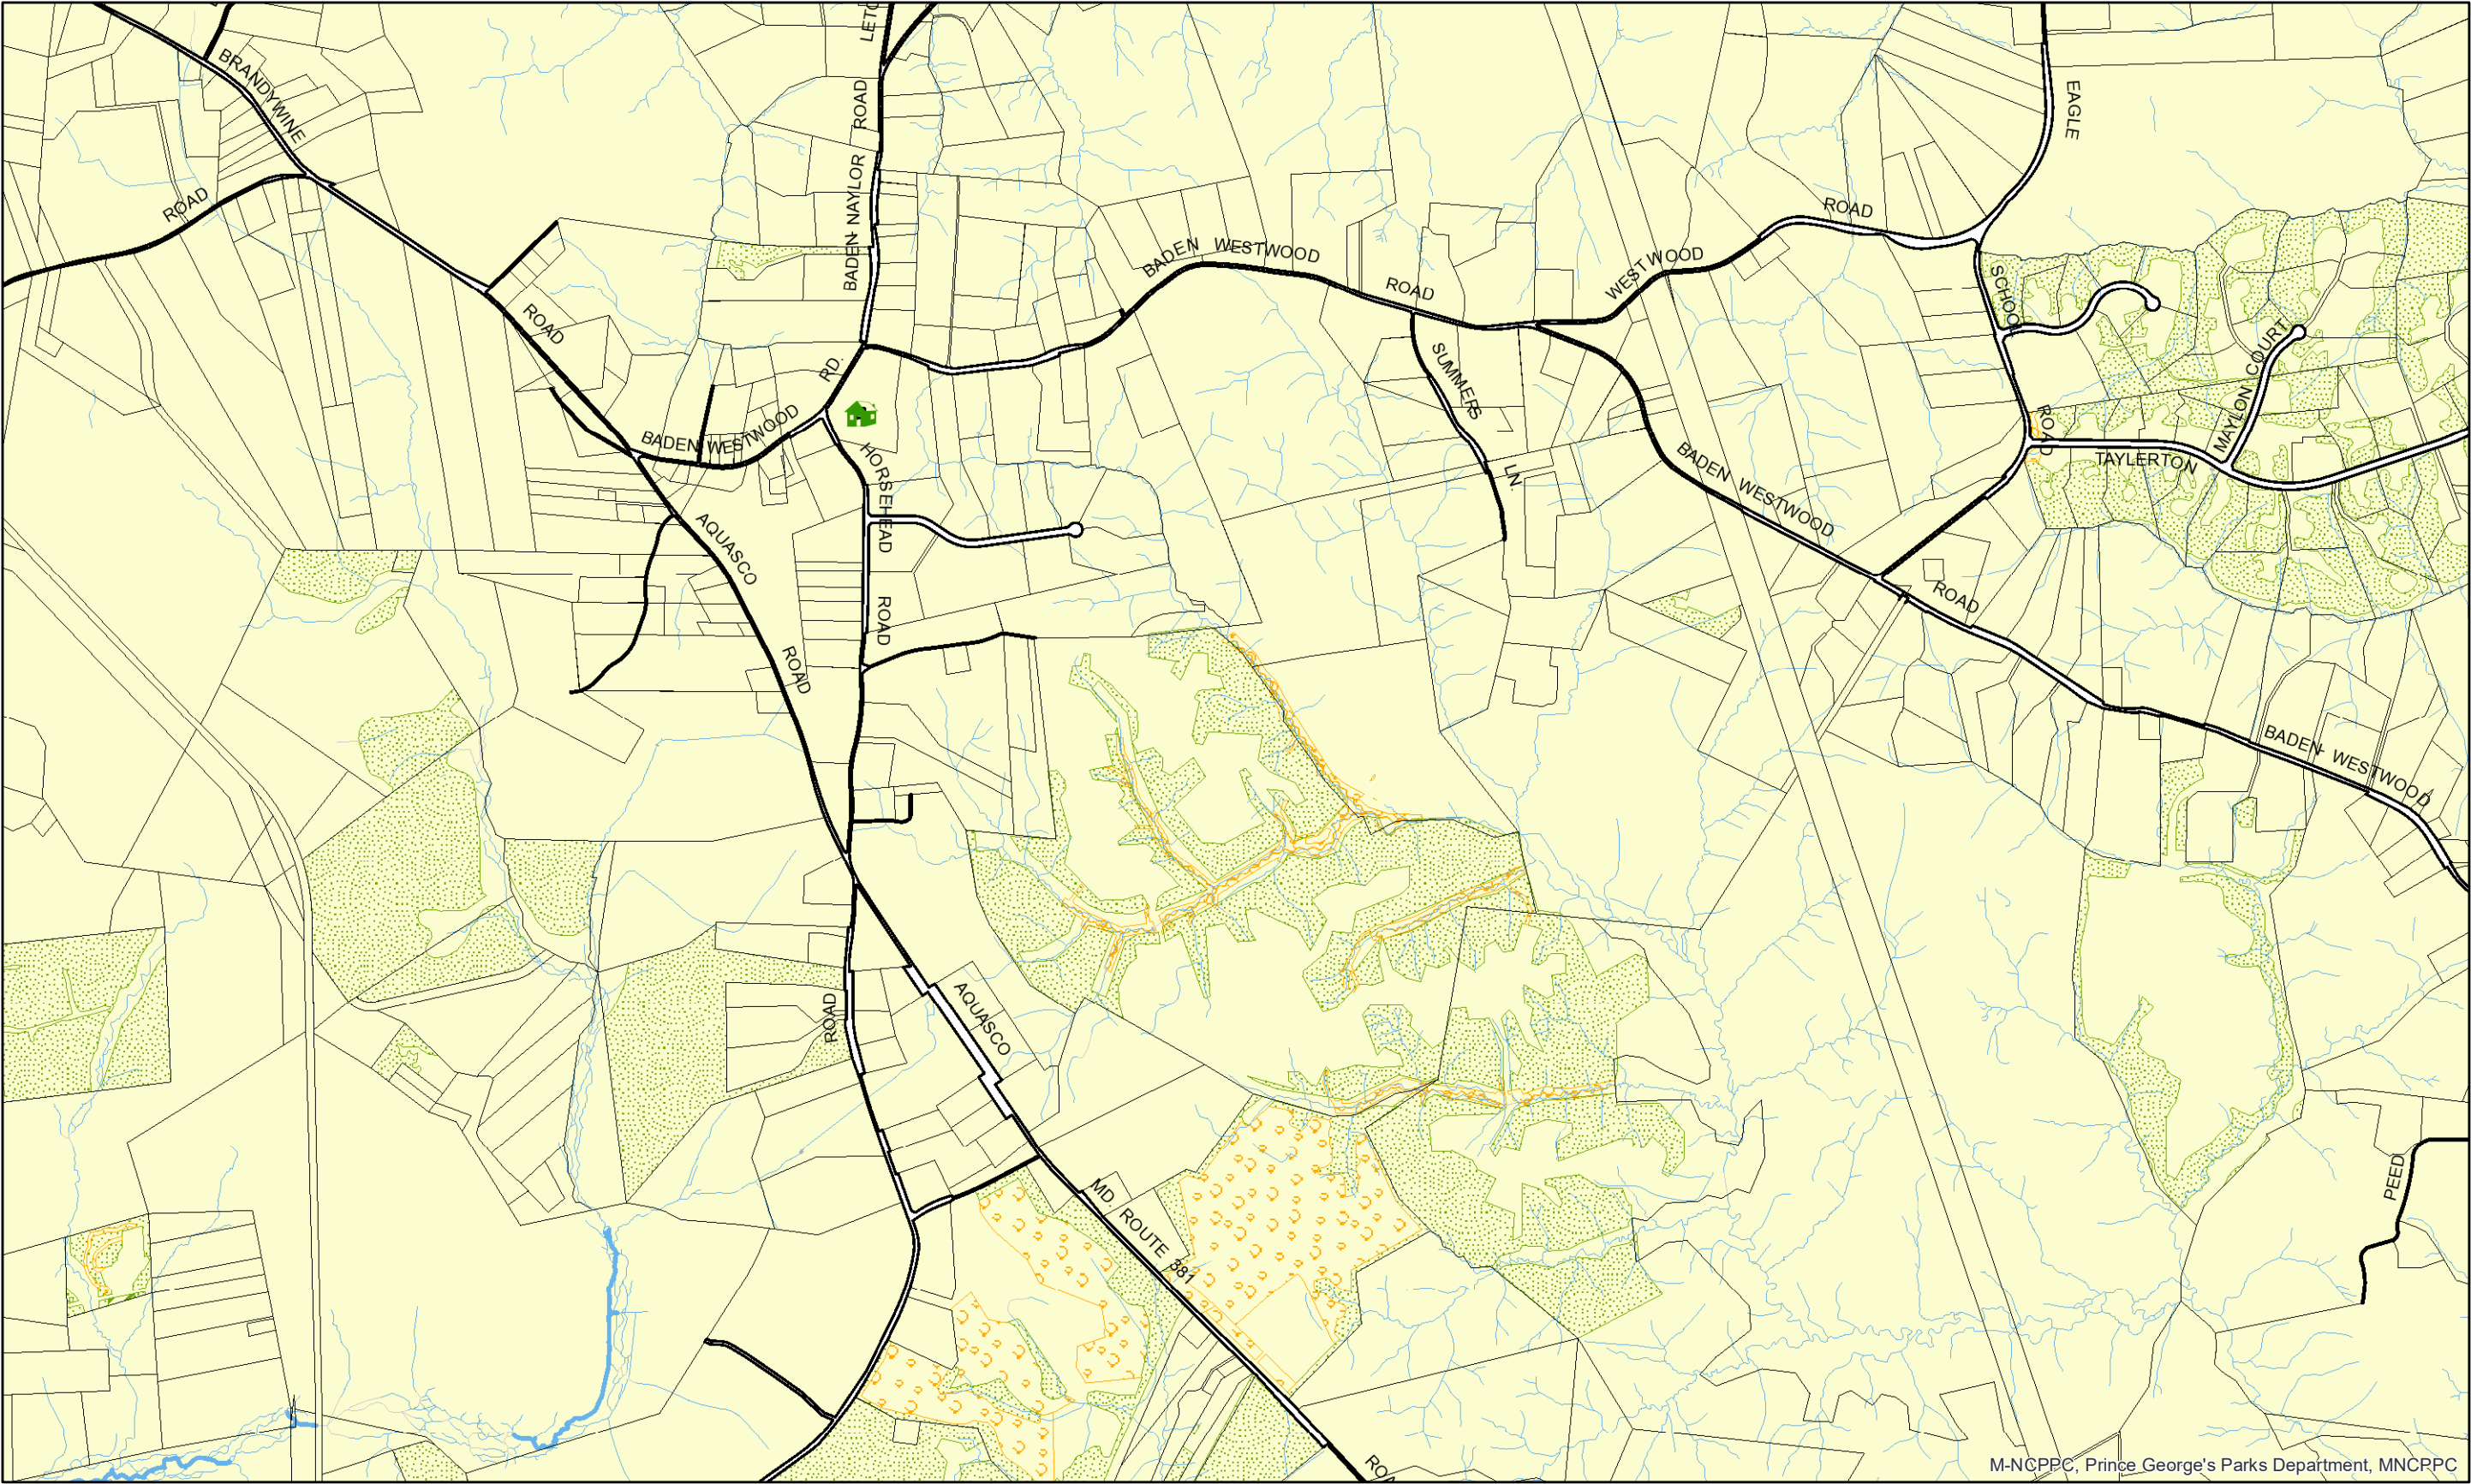 LETC
BRANDYWINE
ROAD
EAGLE
BADEN-NAYLOR
ROAD
ROAD
BADEN WESTWOOD
WESTWOOD
ROAD
SCHOOL
ROAD
RD.
SUMMERS
MAYLON COURT
BADEN WESTWOOD
ROAD
TAYLERTON
HORSEHEAD
LN.
BADEN WESTWOOD
AQUASCO
ROAD
ROAD
ROAD
BADEN- WESTWOOD
ROAD
AQUASCO
PEED
MD. ROUTE 381
ROA
M-NCPPC, Prince George's Parks Department, MNCPPC